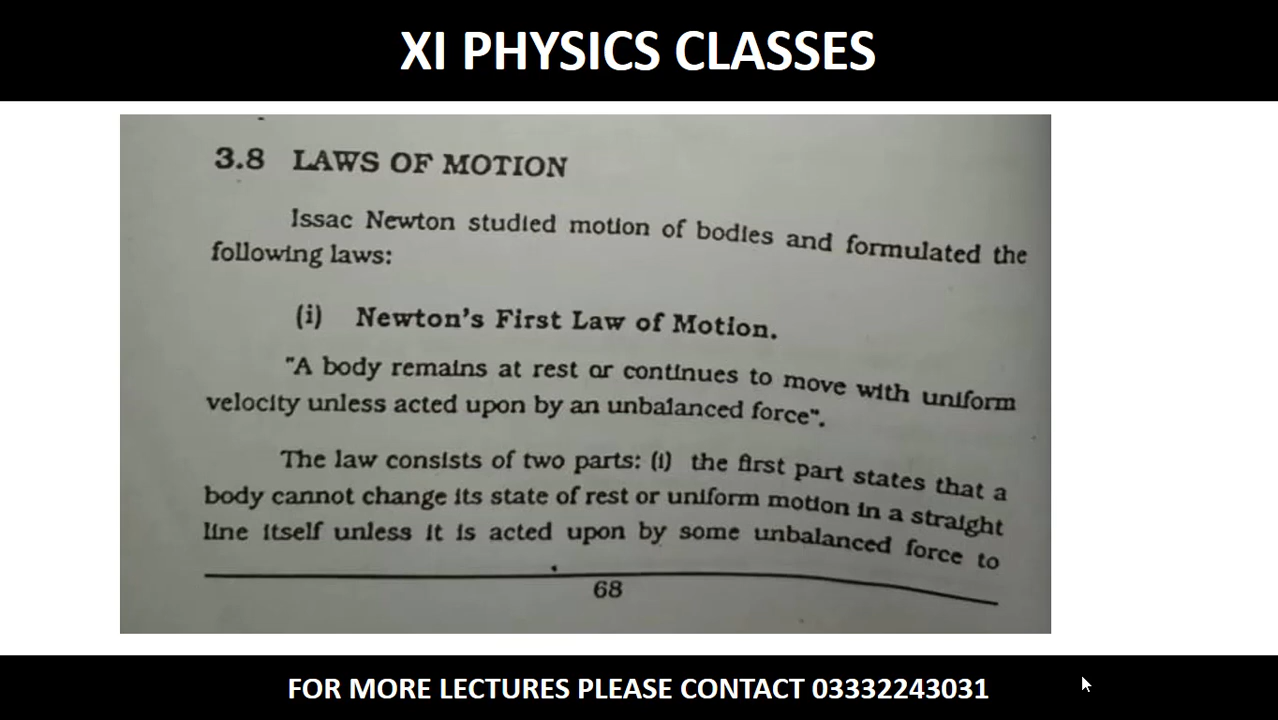 XI PHYSICS CLASSES
3.8 LAWS OF MOTION
Issac Newton studied motion of bodies and formulated the
following laws:
(i) Newton's First Law of Motion.
"A body remains at rest or continues to move with uniform
velocity unless acted upon by an unbalanced force".
The law consists of two parts: (i) the first part states that a
body cannot change its state of rest or uniform motion in a straight
line itself unless it is acted upon by some unbalanced force to
68
FOR MORE LECTURES PLEASE CONTACT 03332243031